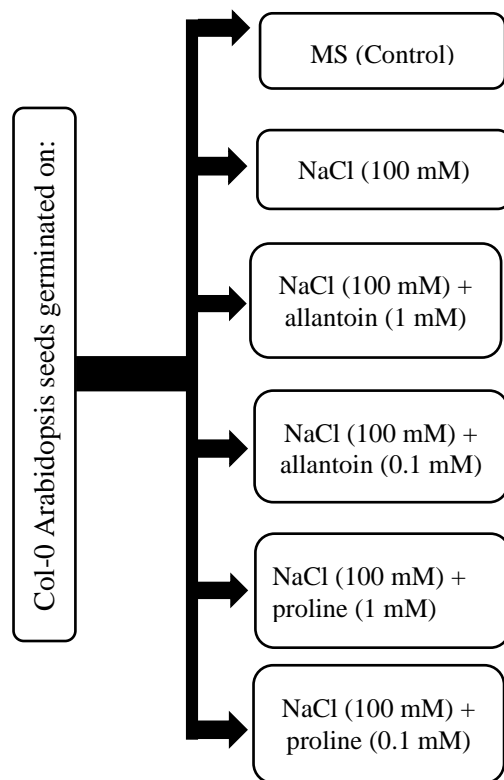 Col-0 Arabidopsis seeds germinated on:
MS (Control)
NaCl (100 mM)
NaCl (100 mM) +
allantoin (1 mM)
NaCl (100 mM) +
allantoin (0.1 mM)
NaCl (100 mM) +
proline (1 mM)
NaCl (100 mM) +
proline (0.1 mM)